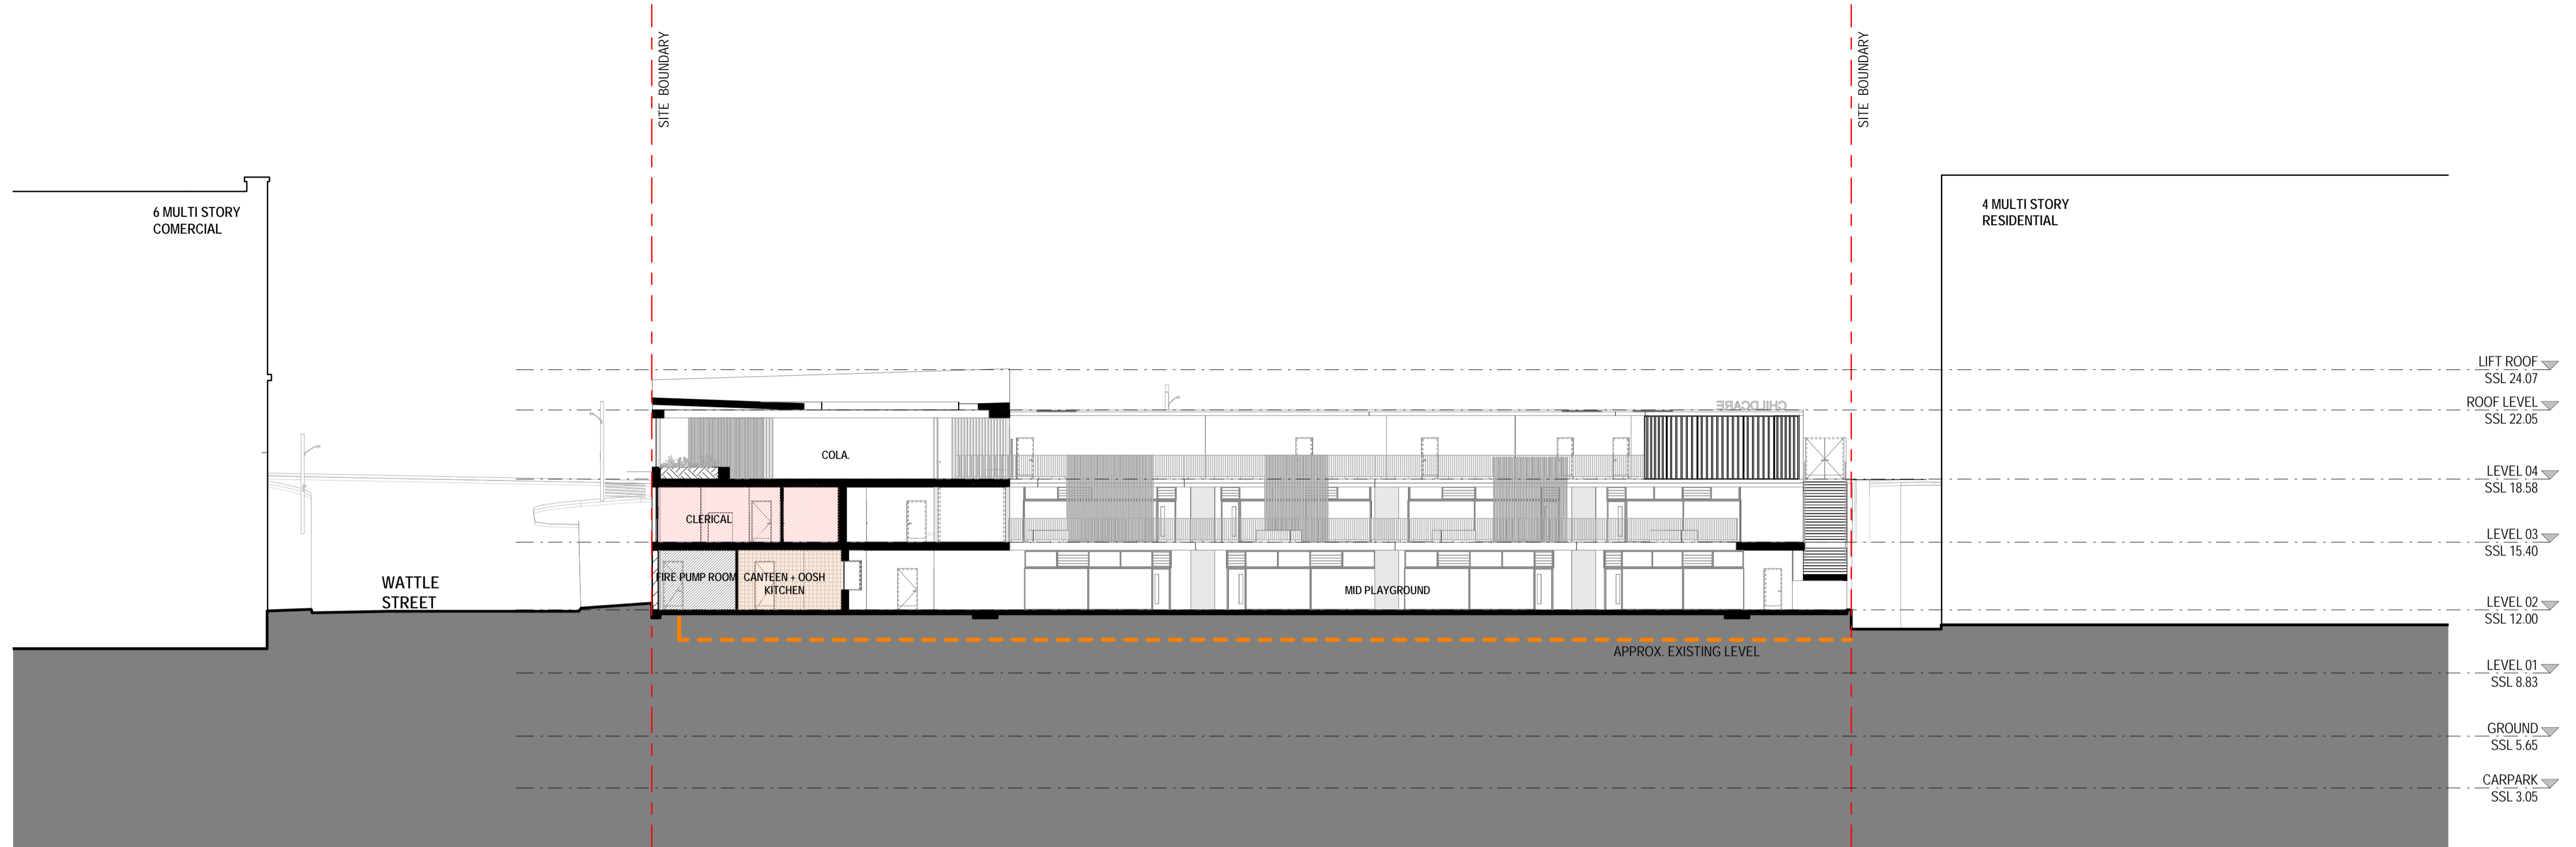 SITE BOUNDARY
SITE BOUNDARY
6 MULTI STORY
COMERCIAL
4 MULTI STORY
RESIDENTIAL
LIFT ROOF
SSL 24.07
CHILDCARE
ROOF LEVEL
SSL 22.05
COLA.
LEVEL 04
SSL 18.58
CLERICAL
LEVEL 03
SSL 15.40
WATTLE
STREET
FIRE PUMP ROOM
CANTEEN + OOSH
KITCHEN
MID PLAYGROUND
LEVEL 02
SSL 12.00
APPROX. EXISTING LEVEL
LEVEL 01
SSL 8.83
GROUND
SSL 5.65
CARPARK
SSL 3.05